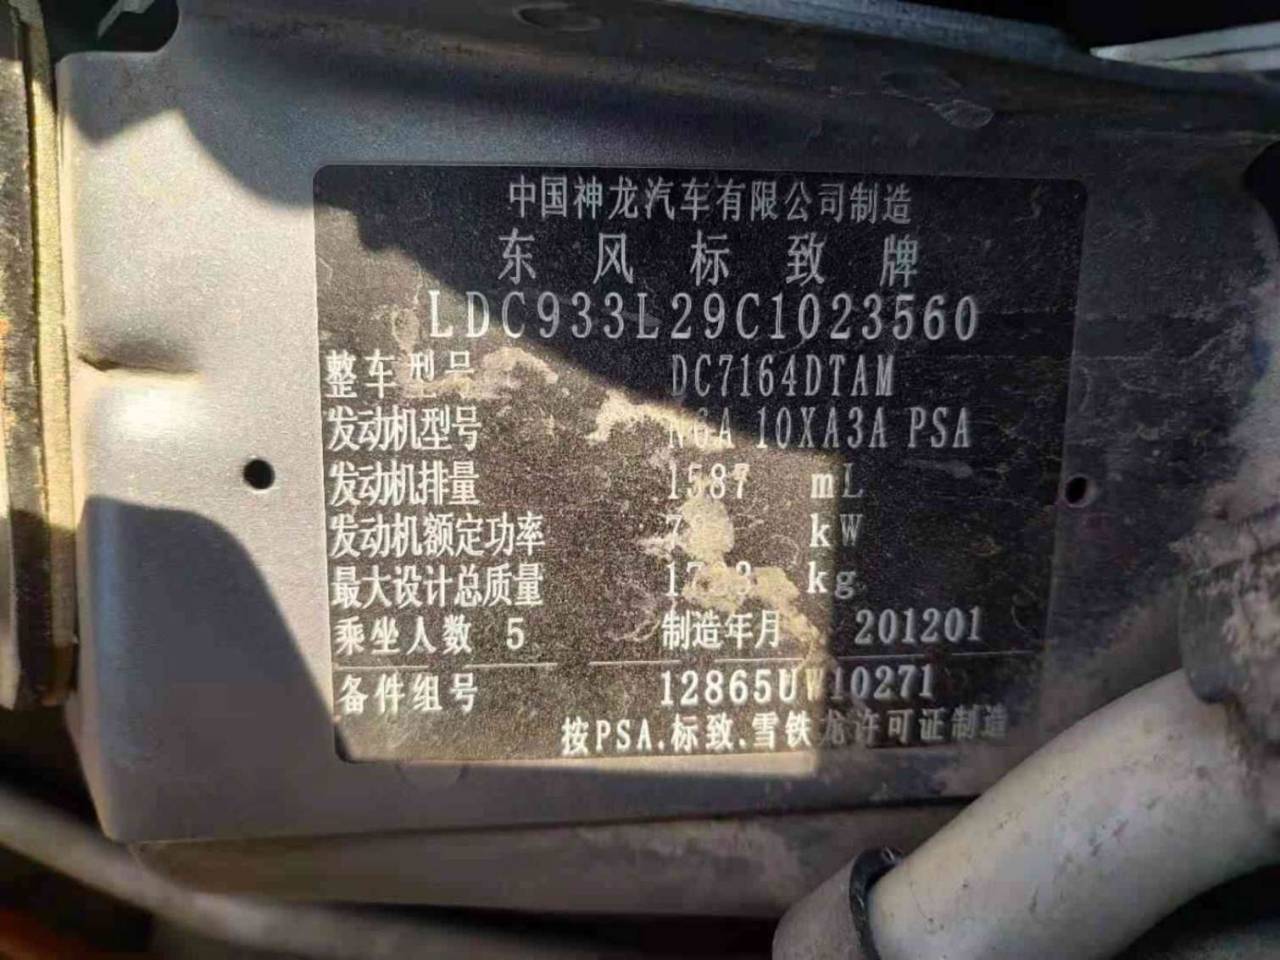 中国神龙汽车有限公司制造
东风标致牌
LDC933L29C1023560
整车型号 DC7164DTAM
发动机型号 N6A 10XA3A PSA
发动机排量 1587 mL
发动机额定功率 kW
最大设计总质量 kg
乘坐人数 5 制造年月 201201
备件组号 12865UW10271
按PSA.标致.雪铁龙许可证制造